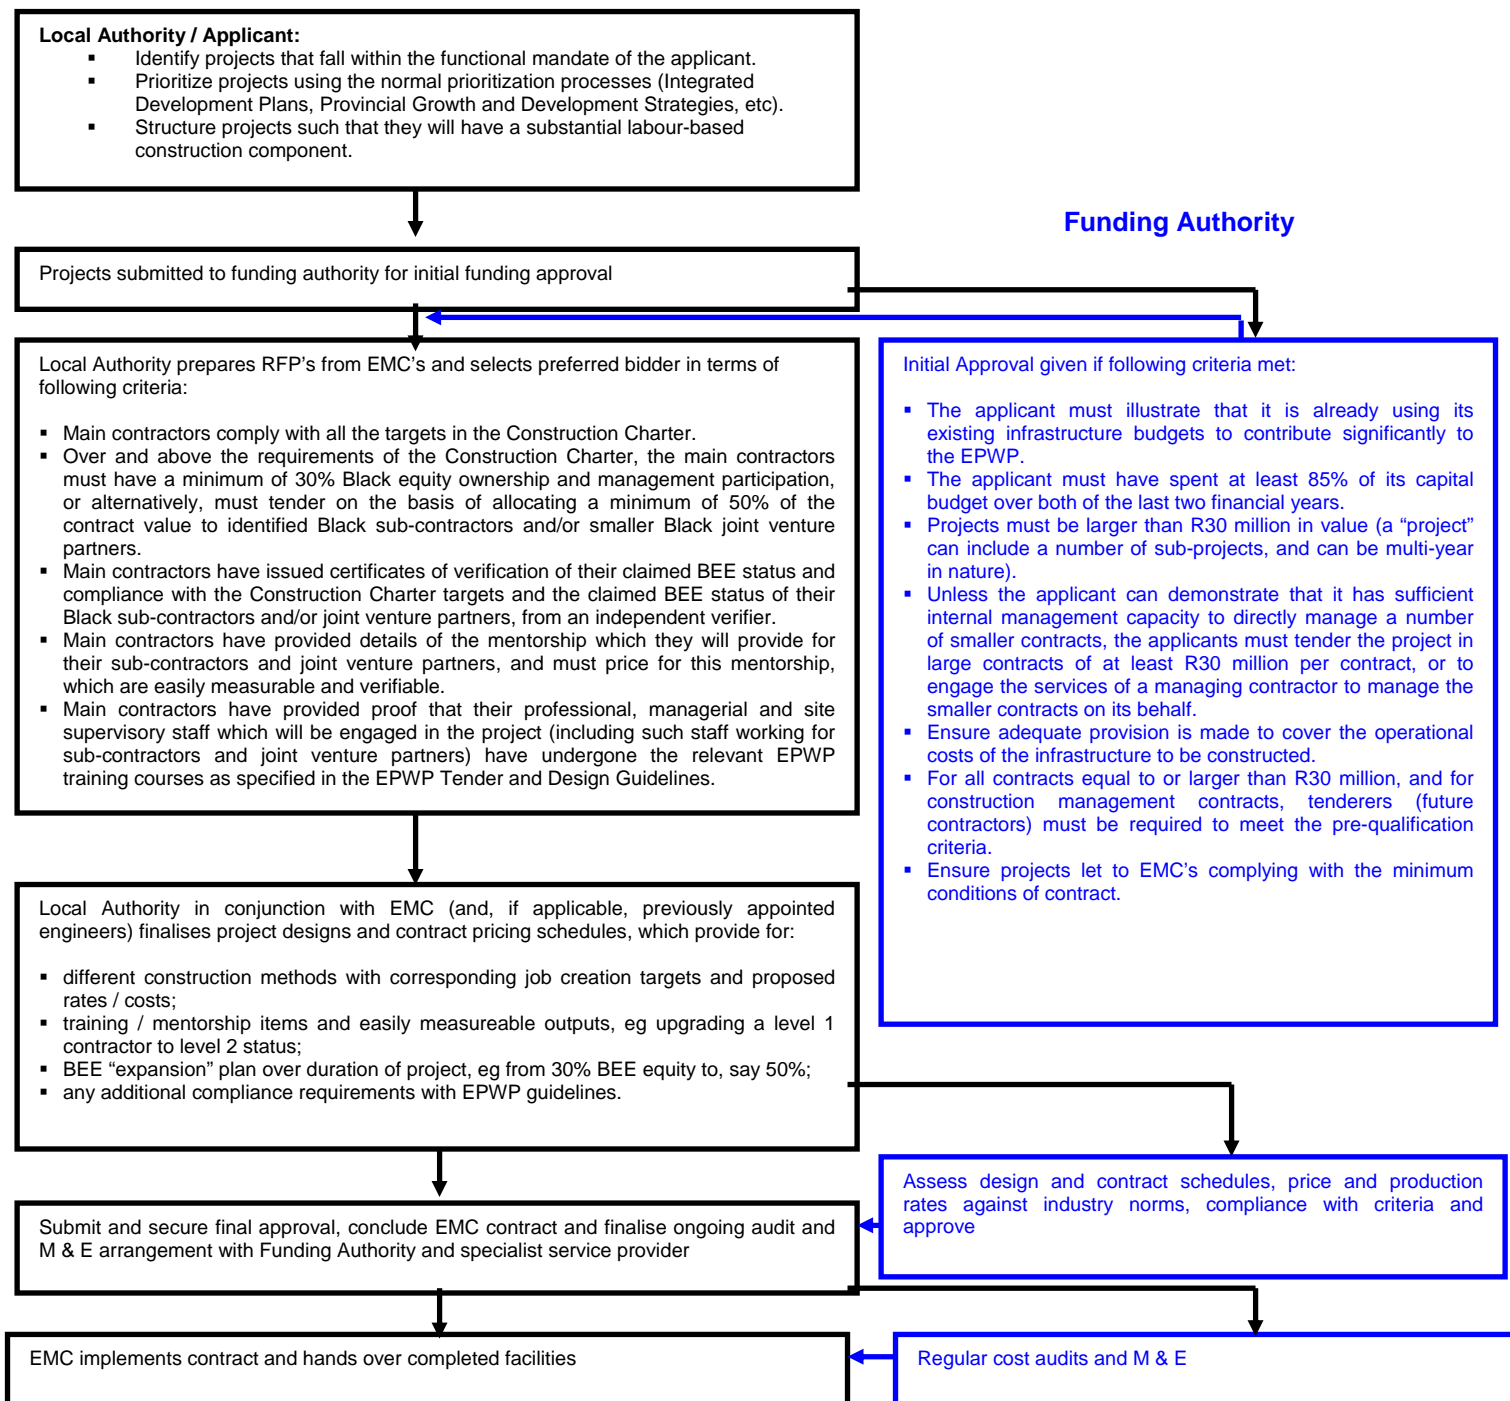 Local Authority / Applicant:
▪ Identify projects that fall within the functional mandate of the applicant.
▪ Prioritize projects using the normal prioritization processes (Integrated
Development Plans, Provincial Growth and Development Strategies, etc).
▪ Structure projects such that they will have a substantial labour-based
construction component.
Funding Authority
Projects submitted to funding authority for initial funding approval
Local Authority prepares RFP's from EMC's and selects preferred bidder in terms of
following criteria:
▪ Main contractors comply with all the targets in the Construction Charter.
▪ Over and above the requirements of the Construction Charter, the main contractors
must have a minimum of 30% Black equity ownership and management participation,
or alternatively, must tender on the basis of allocating a minimum of 50% of the
contract value to identified Black sub-contractors and/or smaller Black joint venture
partners.
▪ Main contractors have issued certificates of verification of their claimed BEE status and
compliance with the Construction Charter targets and the claimed BEE status of their
Black sub-contractors and/or joint venture partners, from an independent verifier.
▪ Main contractors have provided details of the mentorship which they will provide for
their sub-contractors and joint venture partners, and must price for this mentorship,
which are easily measurable and verifiable.
▪ Main contractors have provided proof that their professional, managerial and site
supervisory staff which will be engaged in the project (including such staff working for
sub-contractors and joint venture partners) have undergone the relevant EPWP
training courses as specified in the EPWP Tender and Design Guidelines.
Initial Approval given if following criteria met:
▪ The applicant must illustrate that it is already using its
existing infrastructure budgets to contribute significantly to
the EPWP.
▪ The applicant must have spent at least 85% of its capital
budget over both of the last two financial years.
▪ Projects must be larger than R30 million in value (a “project”
can include a number of sub-projects, and can be multi-year
in nature).
▪ Unless the applicant can demonstrate that it has sufficient
internal management capacity to directly manage a number
of smaller contracts, the applicants must tender the project in
large contracts of at least R30 million per contract, or to
engage the services of a managing contractor to manage the
smaller contracts on its behalf.
▪ Ensure adequate provision is made to cover the operational
costs of the infrastructure to be constructed.
▪ For all contracts equal to or larger than R30 million, and for
construction management contracts, tenderers (future
contractors) must be required to meet the pre-qualification
criteria.
▪ Ensure projects let to EMC's complying with the minimum
conditions of contract.
Local Authority in conjunction with EMC (and, if applicable, previously appointed
engineers) finalises project designs and contract pricing schedules, which provide for:
▪ different construction methods with corresponding job creation targets and proposed
rates / costs;
▪ training / mentorship items and easily measureable outputs, eg upgrading a level 1
contractor to level 2 status;
▪ BEE “expansion” plan over duration of project, eg from 30% BEE equity to, say 50%;
▪ any additional compliance requirements with EPWP guidelines.
Assess design and contract schedules, price and production
rates against industry norms, compliance with criteria and
approve
Submit and secure final approval, conclude EMC contract and finalise ongoing audit and
M & E arrangement with Funding Authority and specialist service provider
EMC implements contract and hands over completed facilities
Regular cost audits and M & E